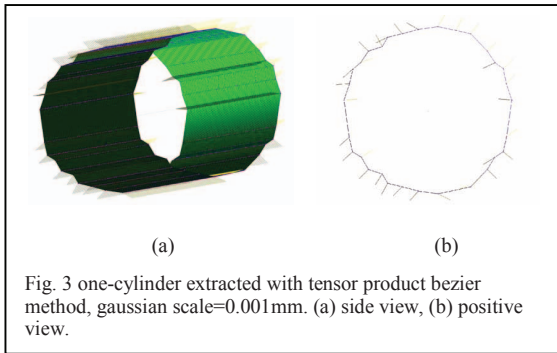 (a) (b)
Fig. 3 one-cylinder extracted with tensor product bezier
method, gaussian scale=0.001mm. (a) side view, (b) positive
view.